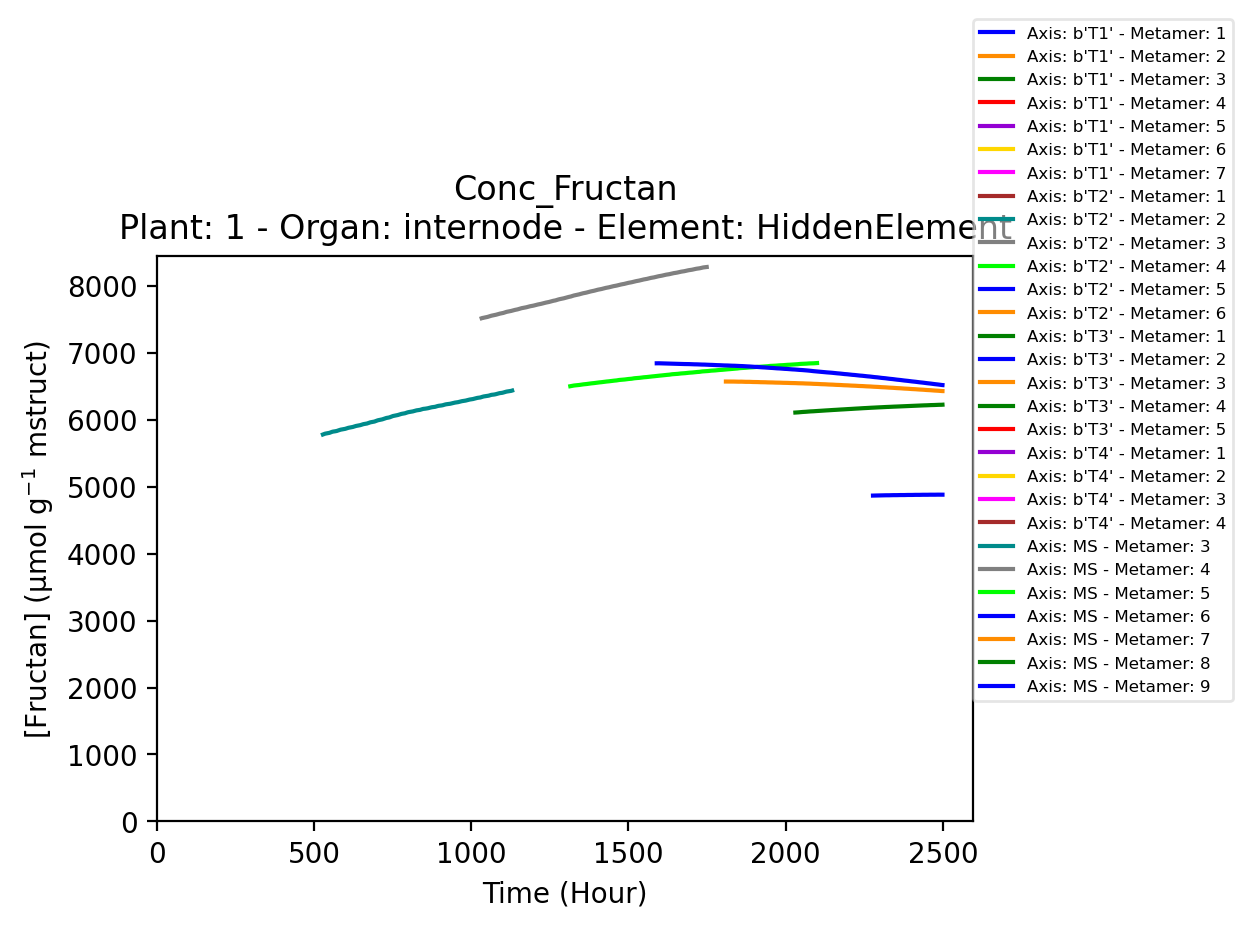 Conc_Fructan
Plant: 1 - Organ: internode - Element: HiddenElement
[Fructan] (µmol g⁻¹ mstruct)
8000
7000
6000
5000
4000
3000
2000
1000
0
0 500 1000 1500 2000 2500
Time (Hour)
Axis: b'T1' - Metamer: 1
Axis: b'T1' - Metamer: 2
Axis: b'T1' - Metamer: 3
Axis: b'T1' - Metamer: 4
Axis: b'T1' - Metamer: 5
Axis: b'T1' - Metamer: 6
Axis: b'T1' - Metamer: 7
Axis: b'T2' - Metamer: 1
Axis: b'T2' - Metamer: 2
Axis: b'T2' - Metamer: 3
Axis: b'T2' - Metamer: 4
Axis: b'T2' - Metamer: 5
Axis: b'T2' - Metamer: 6
Axis: b'T3' - Metamer: 1
Axis: b'T3' - Metamer: 2
Axis: b'T3' - Metamer: 3
Axis: b'T3' - Metamer: 4
Axis: b'T3' - Metamer: 5
Axis: b'T4' - Metamer: 1
Axis: b'T4' - Metamer: 2
Axis: b'T4' - Metamer: 3
Axis: b'T4' - Metamer: 4
Axis: MS - Metamer: 3
Axis: MS - Metamer: 4
Axis: MS - Metamer: 5
Axis: MS - Metamer: 6
Axis: MS - Metamer: 7
Axis: MS - Metamer: 8
Axis: MS - Metamer: 9